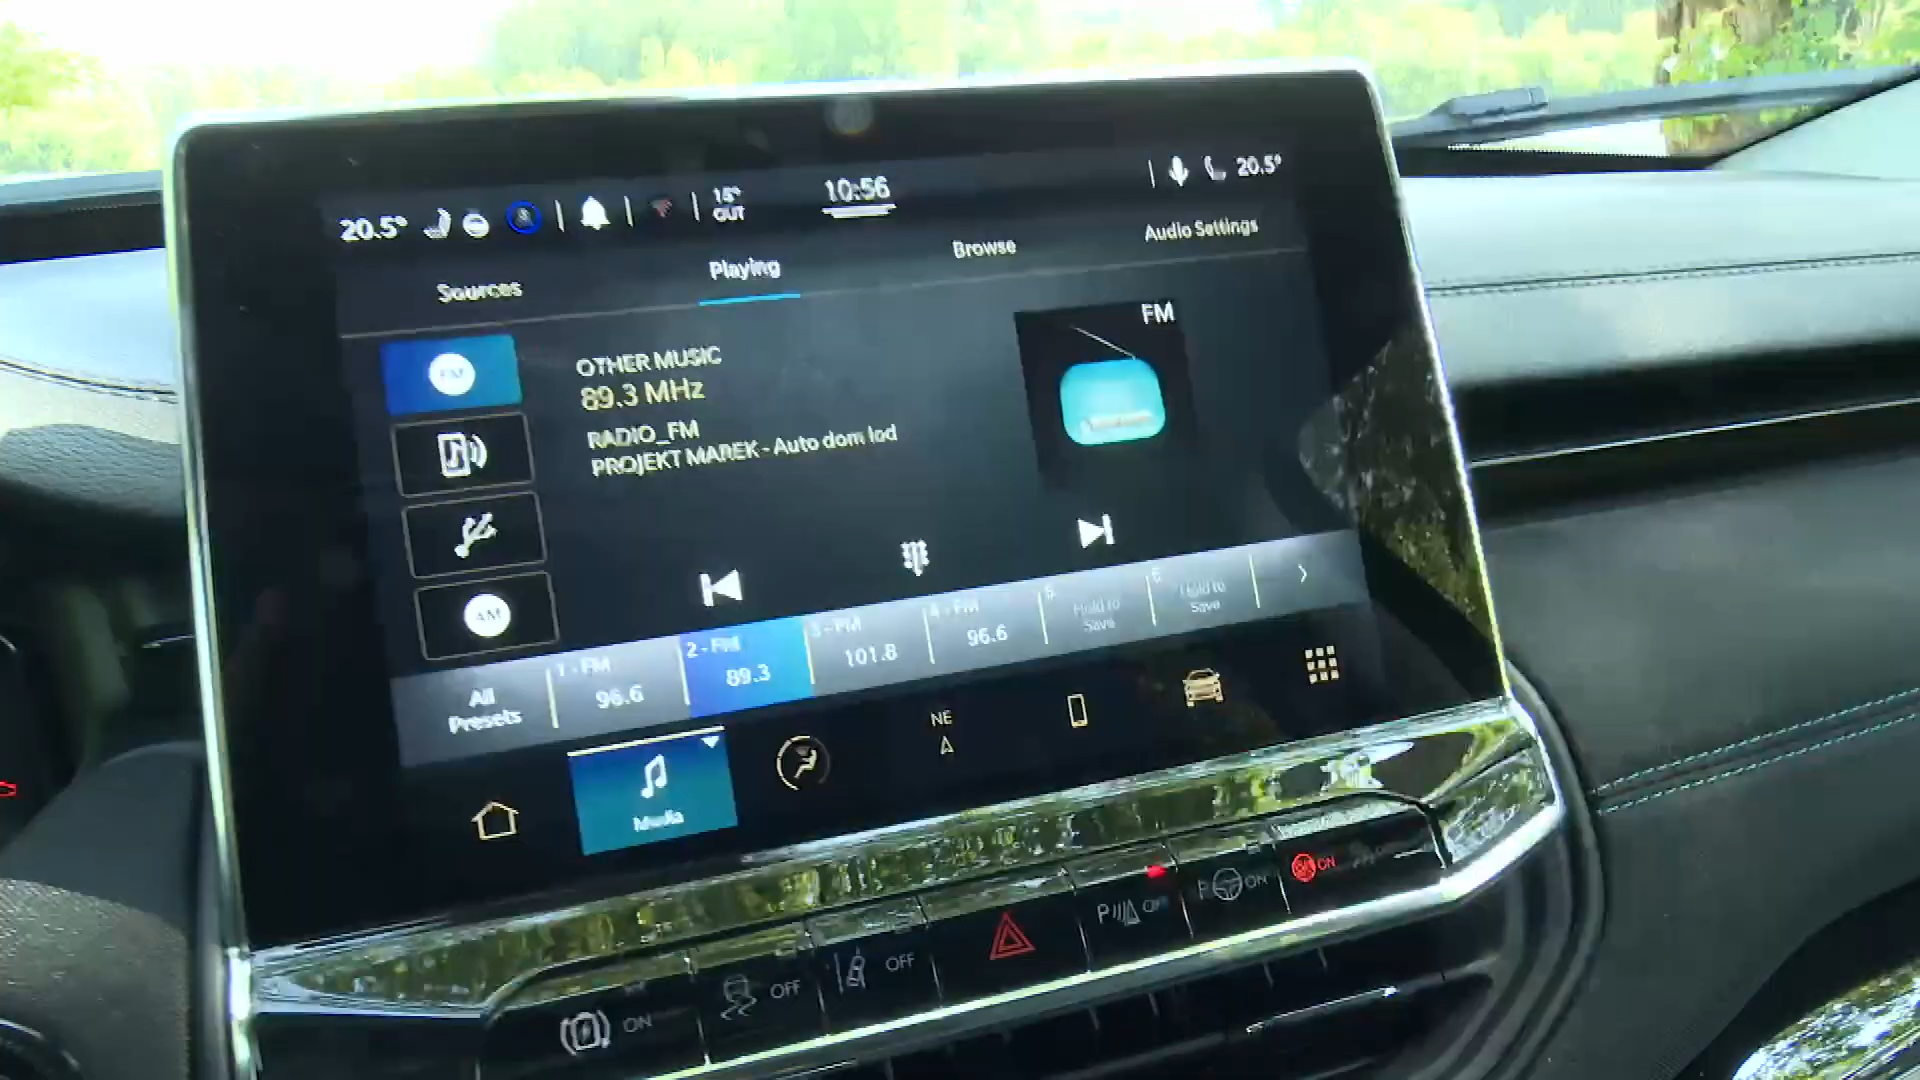 20.5°
15°
OUT
10:56
20.5°
Sources
Playing
Browse
Audio Settings
FM
OTHER MUSIC
89.3 MHz
RADIO_FM
PROJEKT MAREK - Auto dom lod
FM
AM
All
Presets
1 - FM
96.6
2 - FM
89.3
3 - FM
101.8
4 - FM
96.6
5
Hold to
Save
6
Hold to
Save
NE
Media
ON
OFF
OFF
P OFF
P ON
ON